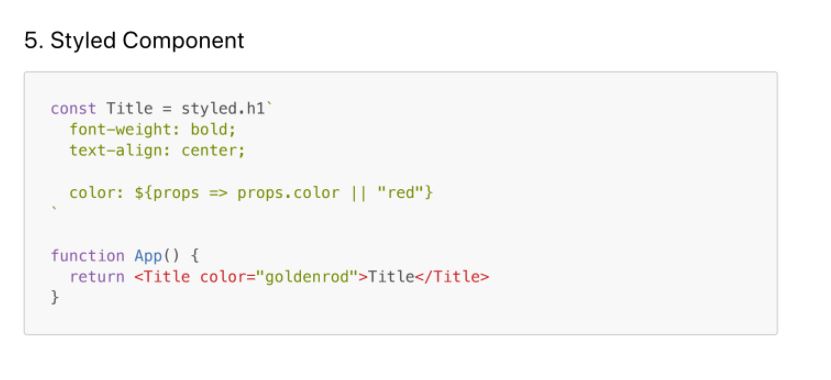 5. Styled Component
const Title = styled.h1`
  font-weight: bold;
  text-align: center;

  color: ${props => props.color || "red"}
`

function App() {
  return <Title color="goldenrod">Title</Title>
}